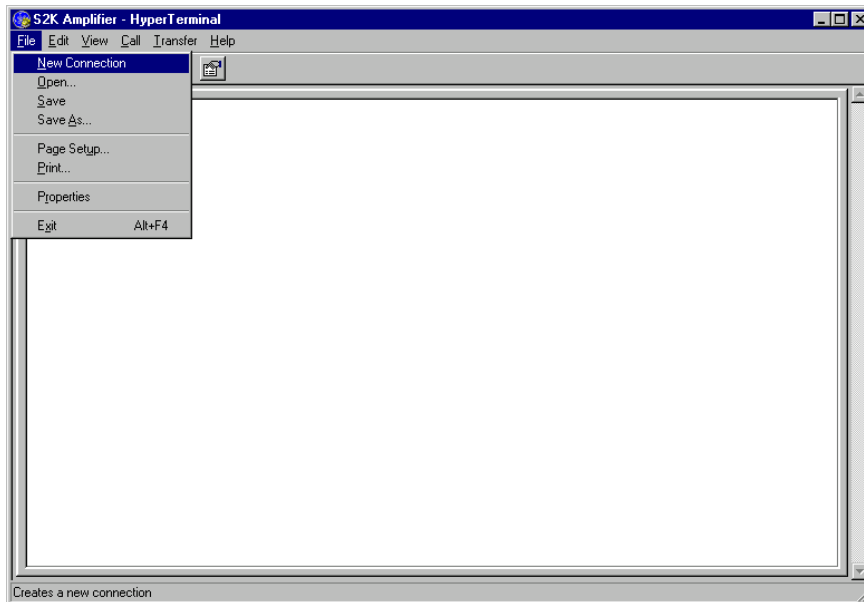 S2K Amplifier - HyperTerminal
File Edit View Call Transfer Help
New Connection
Open...
Save
Save As...
Page Setup...
Print...
Properties
Exit Alt+F4
Creates a new connection